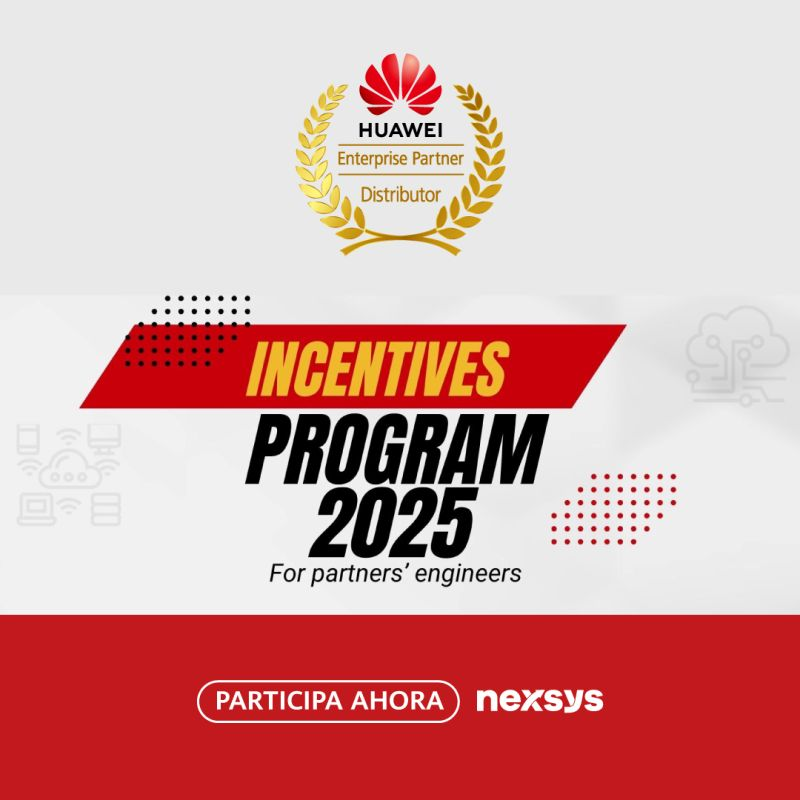 HUAWEI
Enterprise Partner
Distributor
INCENTIVES
PROGRAM
2025
For partners' engineers
PARTICIPA AHORA nexsys